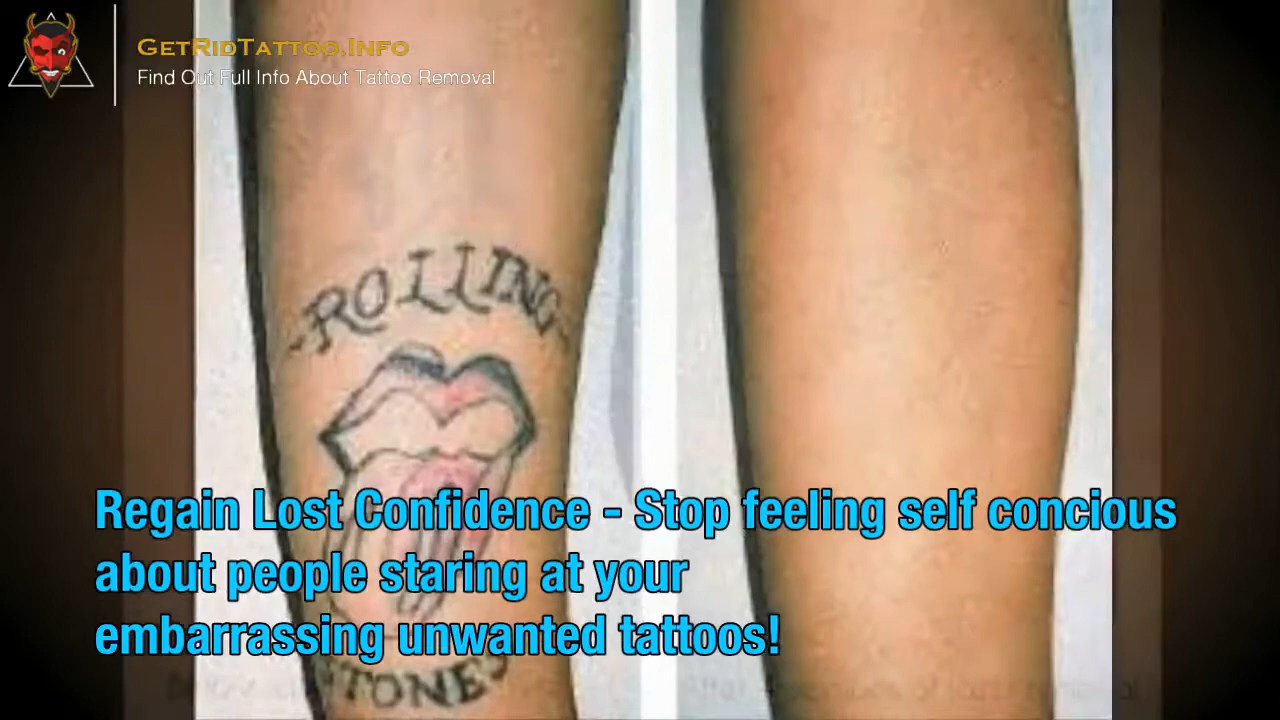 GetRidTattoo.Info
Find Out Full Info About Tattoo Removal
-ROLLING-
Regain Lost Confidence - Stop feeling self concious
about people staring at your
embarrassing unwanted tattoos!
TONES